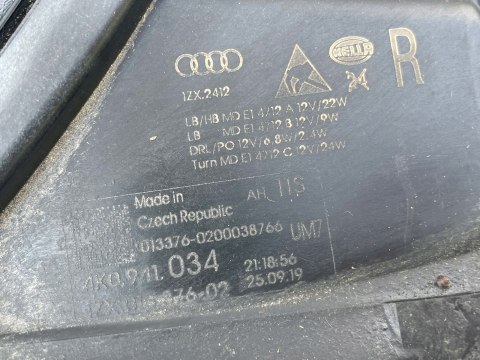 HELLA
R
1ZX.2412
LB/HB MD E1 4712 A 12V/22W
LB MD E1 4712 B 12V/9W
DRL/PO 12V/6.8W/2.4W
Turn MD E1 4712 C 12V/24W
Made in
Czech Republic
AH 11S
013376-0200038766
UM7
4K0.941.034
21:18:56
25.09.19